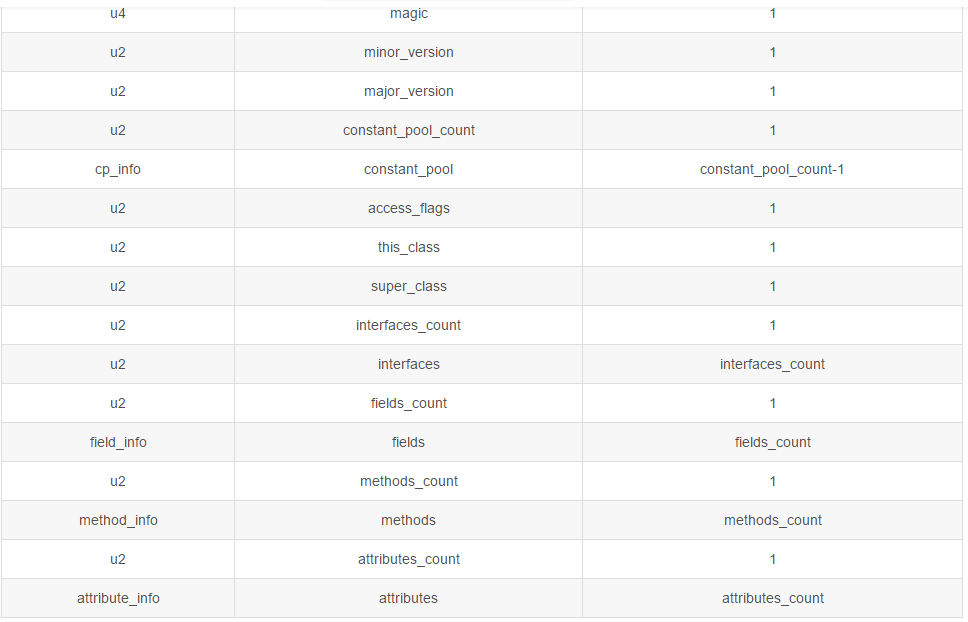 u4 magic 1
u2 minor_version 1
u2 major_version 1
u2 constant_pool_count 1
cp_info constant_pool constant_pool_count-1
u2 access_flags 1
u2 this_class 1
u2 super_class 1
u2 interfaces_count 1
u2 interfaces interfaces_count
u2 fields_count 1
field_info fields fields_count
u2 methods_count 1
method_info methods methods_count
u2 attributes_count 1
attribute_info attributes attributes_count